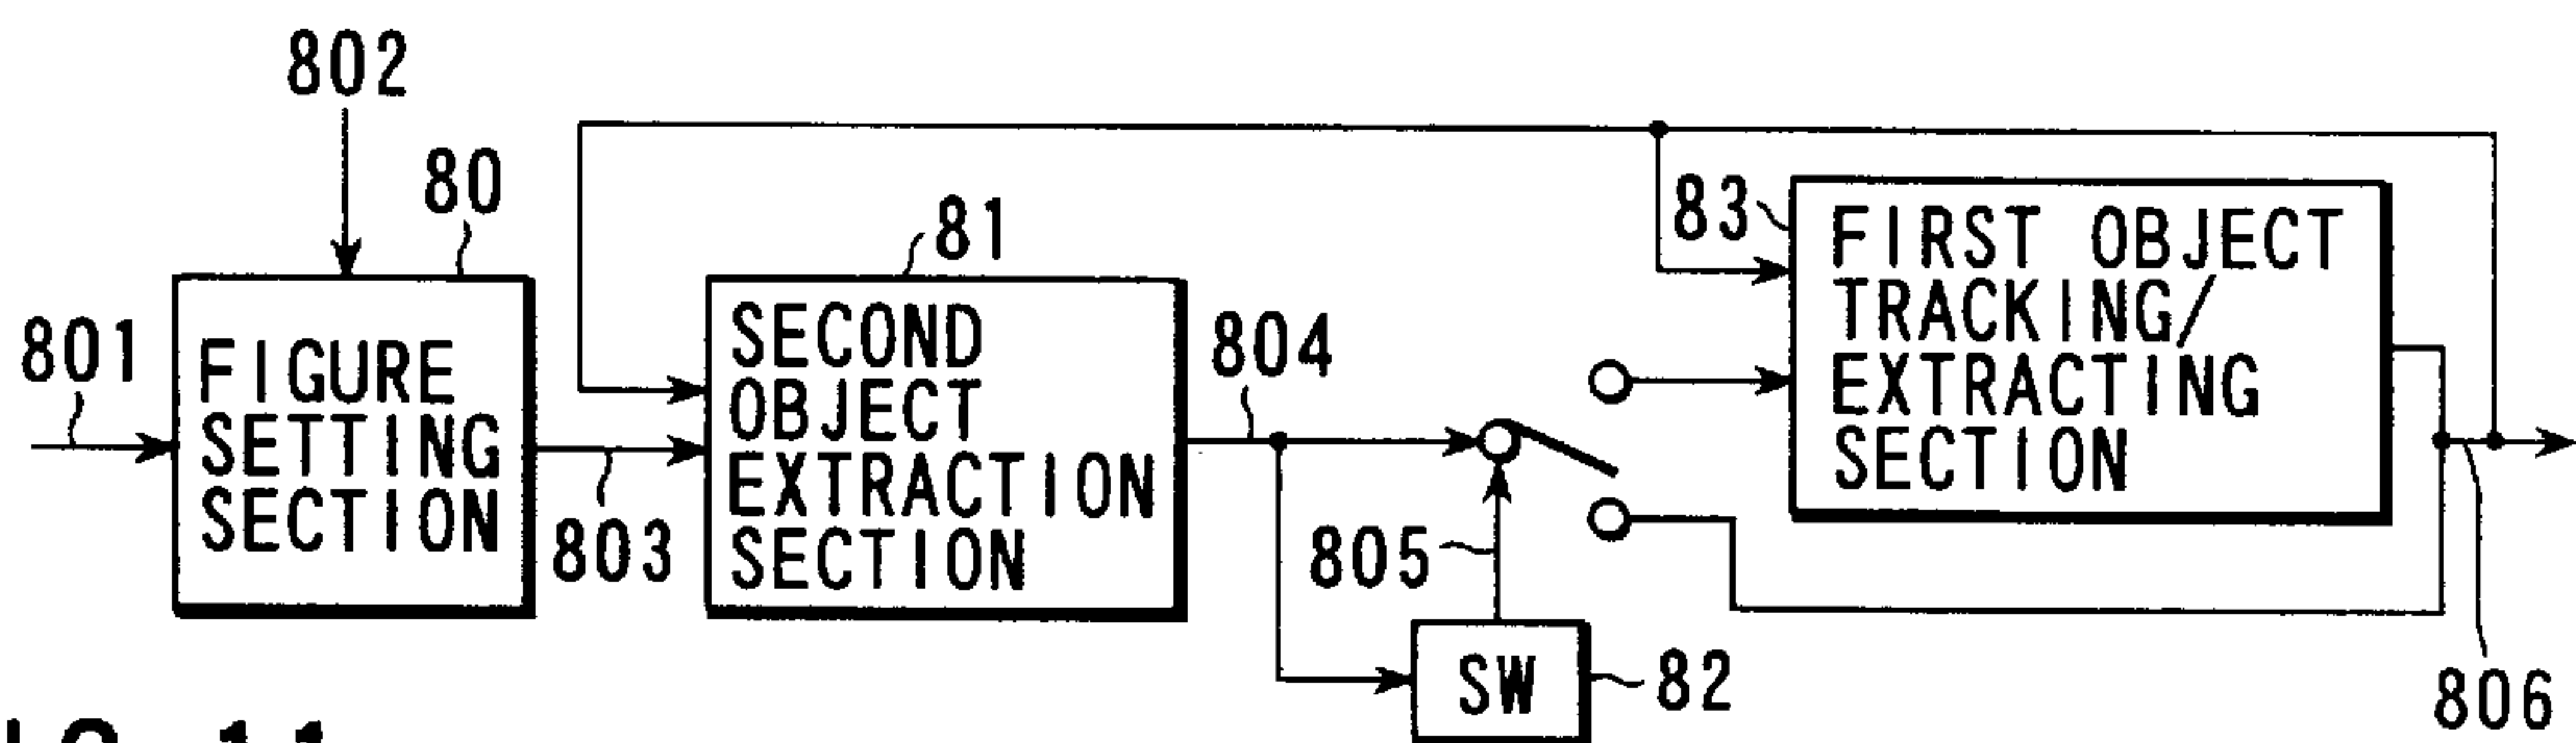 802
80
801
FIGURE
SETTING
SECTION
803
81
SECOND
OBJECT
EXTRACTION
SECTION
804
805
SW
82
83
FIRST OBJECT
TRACKING/
EXTRACTING
SECTION
806